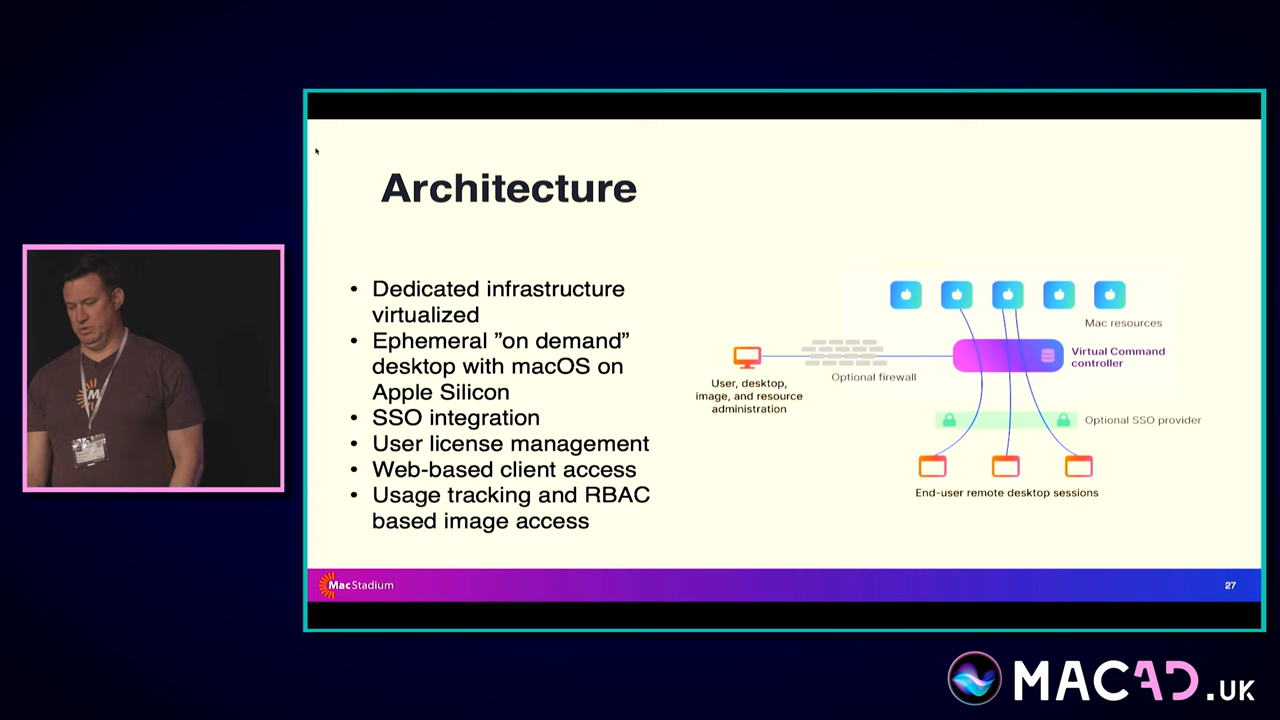 Architecture
• Dedicated infrastructure
virtualized
• Ephemeral ”on demand”
desktop with macOS on
Apple Silicon
• SSO integration
• User license management
• Web-based client access
• Usage tracking and RBAC
based image access
Mac resources
Virtual Command
controller
Optional firewall
User, desktop,
image, and resource
administration
Optional SSO provider
End-user remote desktop sessions
MacStadium
27
MACAD.UK